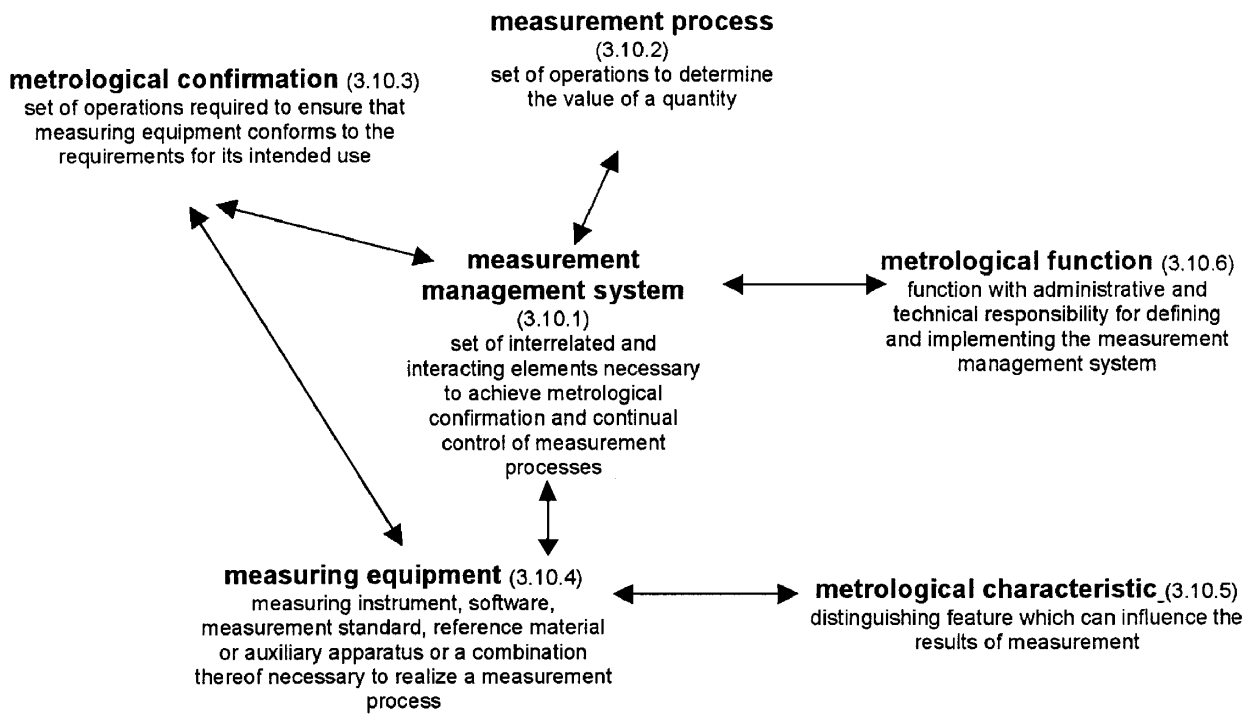 measurement process
(3.10.2)
set of operations to determine
the value of a quantity
metrological confirmation (3.10.3)
set of operations required to ensure that
measuring equipment conforms to the
requirements for its intended use
measurement
management system
(3.10.1)
set of interrelated and
interacting elements necessary
to achieve metrological
confirmation and continual
control of measurement
processes
metrological function (3.10.6)
function with administrative and
technical responsibility for defining
and implementing the measurement
management system
measuring equipment (3.10.4)
measuring instrument, software,
measurement standard, reference material
or auxiliary apparatus or a combination
thereof necessary to realize a measurement
process
metrological characteristic (3.10.5)
distinguishing feature which can influence the
results of measurement